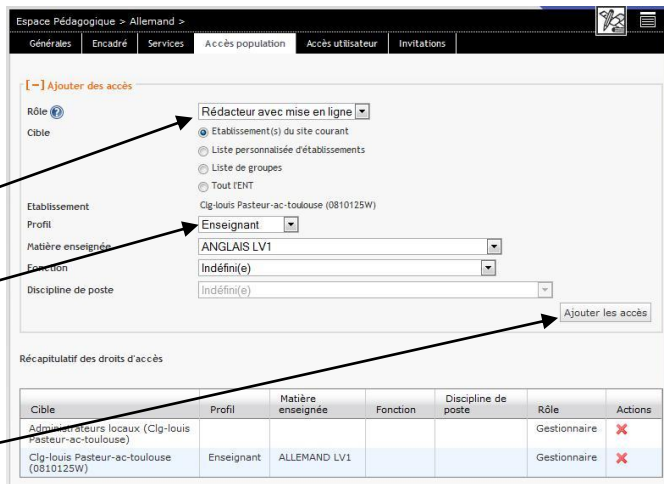 Espace Pédagogique > Allemand >
Générales Encadré Services Accès population Accès utilisateur Invitations
[−] Ajouter des accès
Rôle ? Rédacteur avec mise en ligne
Cible Etablissement(s) du site courant
Liste personnalisée d'établissements
Liste de groupes
Tout l'ENT
Etablissement Clg-louis Pasteur-ac-toulouse (0810125W)
Profil Enseignant
Matière enseignée ANGLAIS LV1
Fonction Indéfini(e)
Discipline de poste Indéfini(e)
Ajouter les accès
Récapitulatif des droits d'accès
Cible Profil Matière enseignée Fonction Discipline de poste Rôle Actions
Administrateurs locaux (Clg-louis Pasteur-ac-toulouse) Gestionnaire
Clg-louis Pasteur-ac-toulouse (0810125W) Enseignant ALLEMAND LV1 Gestionnaire